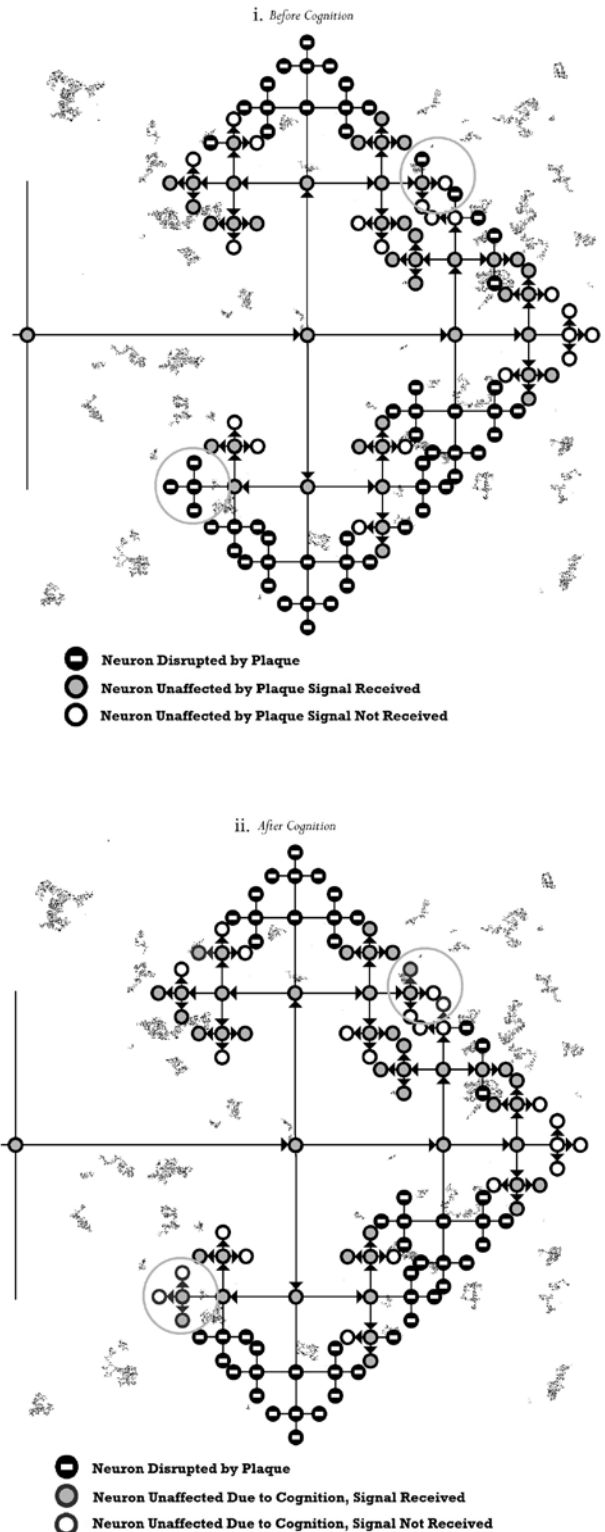 i. Before Cognition
Neuron Disrupted by Plaque
Neuron Unaffected by Plaque Signal Received
Neuron Unaffected by Plaque Signal Not Received
ii. After Cognition
Neuron Disrupted by Plaque
Neuron Unaffected Due to Cognition, Signal Received
Neuron Unaffected Due to Cognition, Signal Not Received